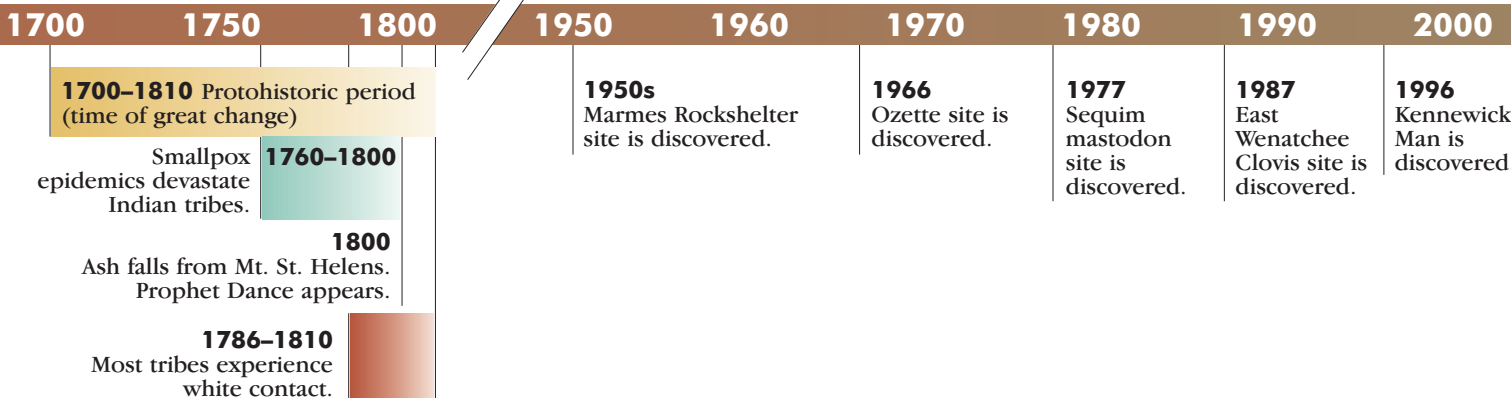 1700 1750 1800 1950 1960 1970 1980 1990 2000
1700–1810 Protohistoric period
(time of great change)
Smallpox 1760–1800
epidemics devastate
Indian tribes.
1800
Ash falls from Mt. St. Helens.
Prophet Dance appears.
1786–1810
Most tribes experience
white contact.
1950s
Marmes Rockshelter
site is discovered.
1966
Ozette site is
discovered.
1977
Sequim
mastodon
site is
discovered.
1987
East
Wenatchee
Clovis site is
discovered.
1996
Kennewick
Man is
discovered